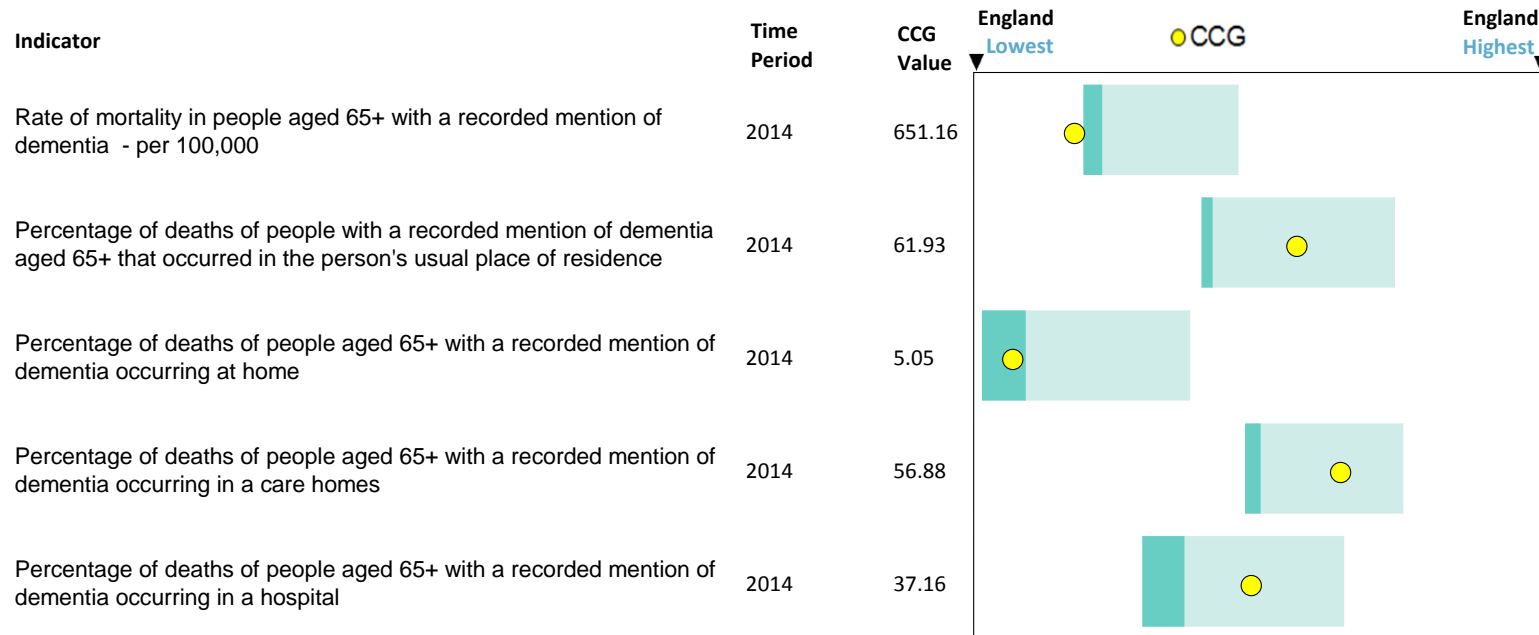 Indicator
Time Period
CCG Value
England Lowest
CCG
England Highest
Rate of mortality in people aged 65+ with a recorded mention of
dementia  - per 100,000
2014
651.16
Percentage of deaths of people with a recorded mention of dementia
aged 65+ that occurred in the person's usual place of residence
2014
61.93
Percentage of deaths of people aged 65+ with a recorded mention of
dementia occurring at home
2014
5.05
Percentage of deaths of people aged 65+ with a recorded mention of
dementia occurring in a care homes
2014
56.88
Percentage of deaths of people aged 65+ with a recorded mention of
dementia occurring in a hospital
2014
37.16